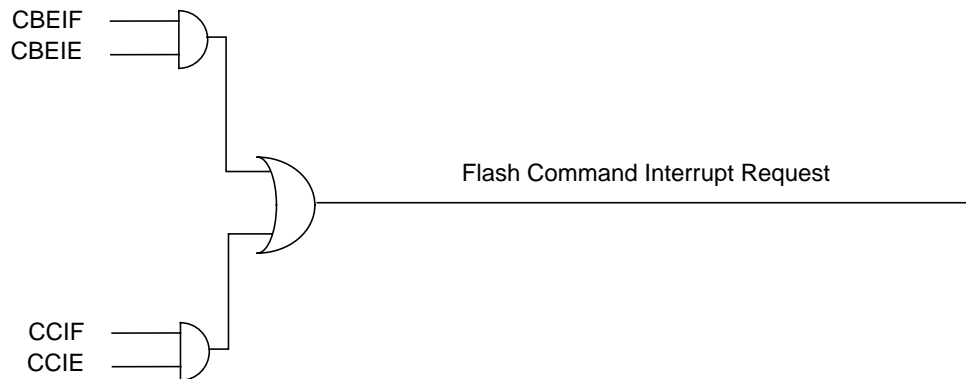 CBEIF
CBEIE
Flash Command Interrupt Request
CCIF
CCIE